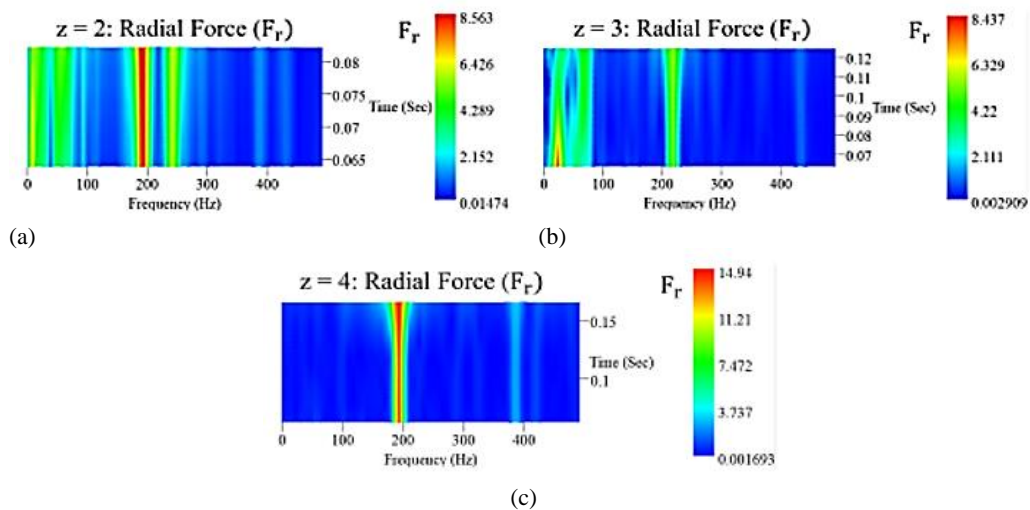 z = 2: Radial Force (Fᵣ)
Fᵣ
8.563
6.426
4.289
2.152
0.01474
0.08
0.075
Time (Sec)
0.07
0.065
0 100 200 300 400
Frequency (Hz)
(a)
z = 3: Radial Force (Fᵣ)
Fᵣ
8.437
6.329
4.22
2.111
0.002909
0.12
0.11
Time (Sec)
0.1
0.09
0.08
0.07
0 100 200 300 400
Frequency (Hz)
(b)
z = 4: Radial Force (Fᵣ)
Fᵣ
14.94
11.21
7.472
3.737
0.001693
0.15
Time (Sec)
0.1
0 100 200 300 400
Frequency (Hz)
(c)